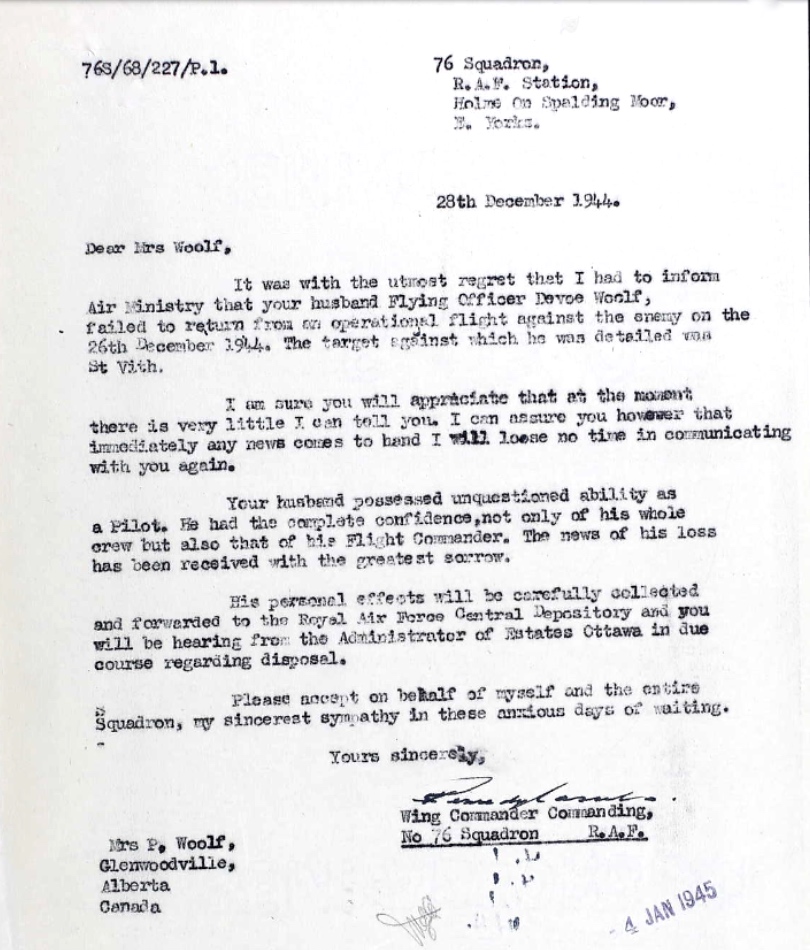 76S/68/227/P.1.
76 Squadron,
R.A.F. Station,
Holme On Spalding Moor,
E. Yorks.
28th December 1944.
Dear Mrs Woolf,
It was with the utmost regret that I had to inform
Air Ministry that your husband Flying Officer Devoe Woolf,
failed to return from an operational flight against the enemy on the
26th December 1944. The target against which he was detailed was
St Vith.
I am sure you will appreciate that at the moment
there is very little I can tell you. I can assure you however that
immediately any news comes to hand I will loose no time in communicating
with you again.
Your husband possessed unquestioned ability as
a Pilot. He had the complete confidence,not only of his whole
crew but also that of his Flight Commander. The news of his loss
has been received with the greatest sorrow.
His personal effects will be carefully collected
and forwarded to the Royal Air Force Central Depository and you
will be hearing from the Administrator of Estates Ottawa in due
course regarding disposal.
Please accept on behalf of myself and the entire
Squadron, my sincerest sympathy in these anxious days of waiting.
Yours sincerely,
Wing Commander Commanding,
No 76 Squadron R.A.F.
Mrs P. Woolf,
Glenwoodville,
Alberta
Canada
4 JAN 1945